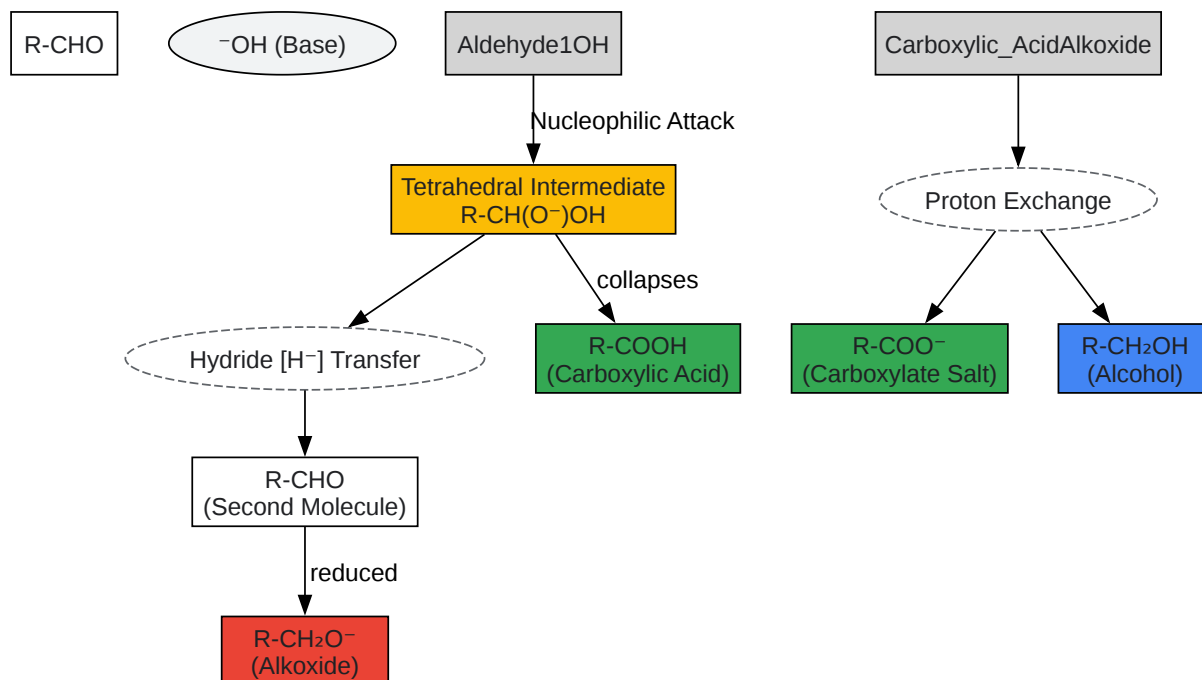 R-CHO
⁻OH (Base)
Aldehyde1OH
Carboxylic_AcidAlkoxide
Nucleophilic Attack
Tetrahedral Intermediate
R-CH(O⁻)OH
Proton Exchange
collapses
Hydride [H⁻] Transfer
R-COOH
(Carboxylic Acid)
R-COO⁻
(Carboxylate Salt)
R-CH₂OH
(Alcohol)
R-CHO
(Second Molecule)
reduced
R-CH₂O⁻
(Alkoxide)